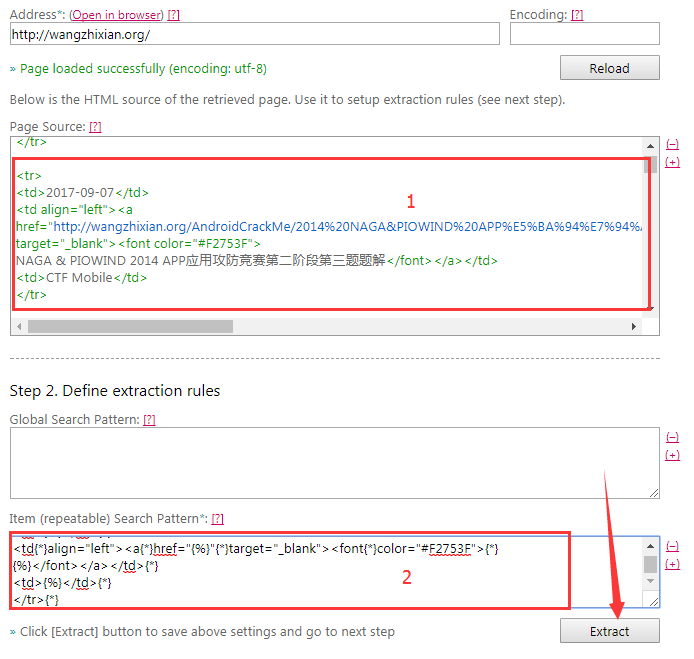 Address*: (Open in browser) [?]
Encoding: [?]
http://wangzhixian.org/
» Page loaded successfully (encoding: utf-8)
Reload
Below is the HTML source of the retrieved page. Use it to setup extraction rules (see next step).
Page Source: [?]
(–)
(+)
</tr>
<tr>
<td>2017-09-07</td>
1
<td align="left"><a
href="http://wangzhixian.org/AndroidCrackMe/2014%20NAGA&PIOWIND%20APP%E5%BA%94%E7%94%
target="_blank"><font color="#F2753F">
NAGA & PIOWIND 2014 APP应用攻防竞赛第二阶段第三题题解</font></a></td>
<td>CTF Mobile</td>
</tr>
Step 2. Define extraction rules
Global Search Pattern: [?]
(–)
(+)
Item (repeatable) Search Pattern*: [?]
(–)
(+)
<td{*}align="left"><a{*}href="{%}"{*}target="_blank"><font{*}color="#F2753F">{*}
{%}</font></a></td>{*}
2
<td>{%}</td>{*}
</tr>{*}
» Click [Extract] button to save above settings and go to next step
Extract